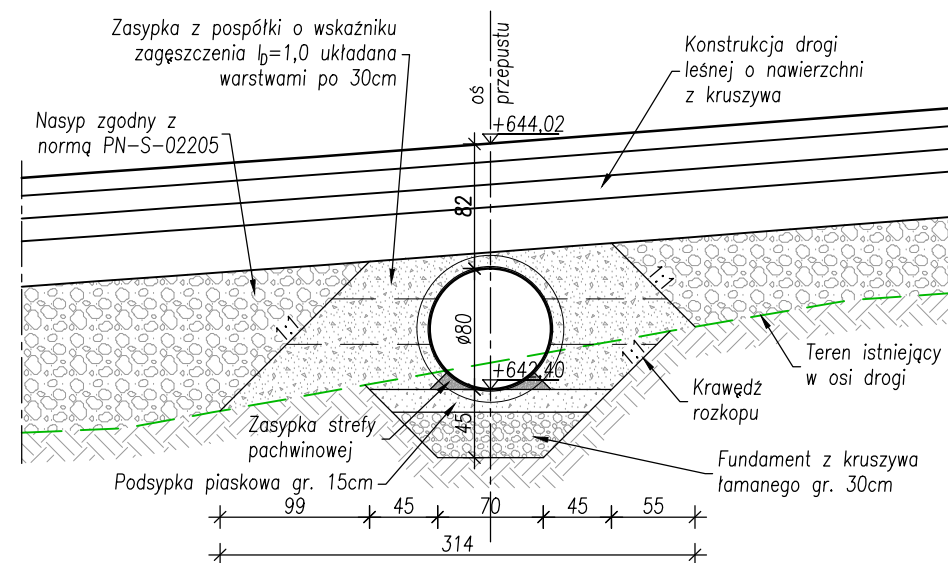 Zasypka z pospółki o wskaźniku
zagęszczenia ID=1,0 układana
warstwami po 30cm
Nasyp zgodny z
normą PN-S-02205
oś
przepustu
+644,02
Konstrukcja drogi
leśnej o nawierzchni
z kruszywa
82
1:1
1:1
ø80
1:1
+642,40
Teren istniejący
w osi drogi
Krawędź
rozkopu
45
Zasypka strefy
pachwinowej
Podsypka piaskowa gr. 15cm
Fundament z kruszywa
łamanego gr. 30cm
99 45 70 45 55
314